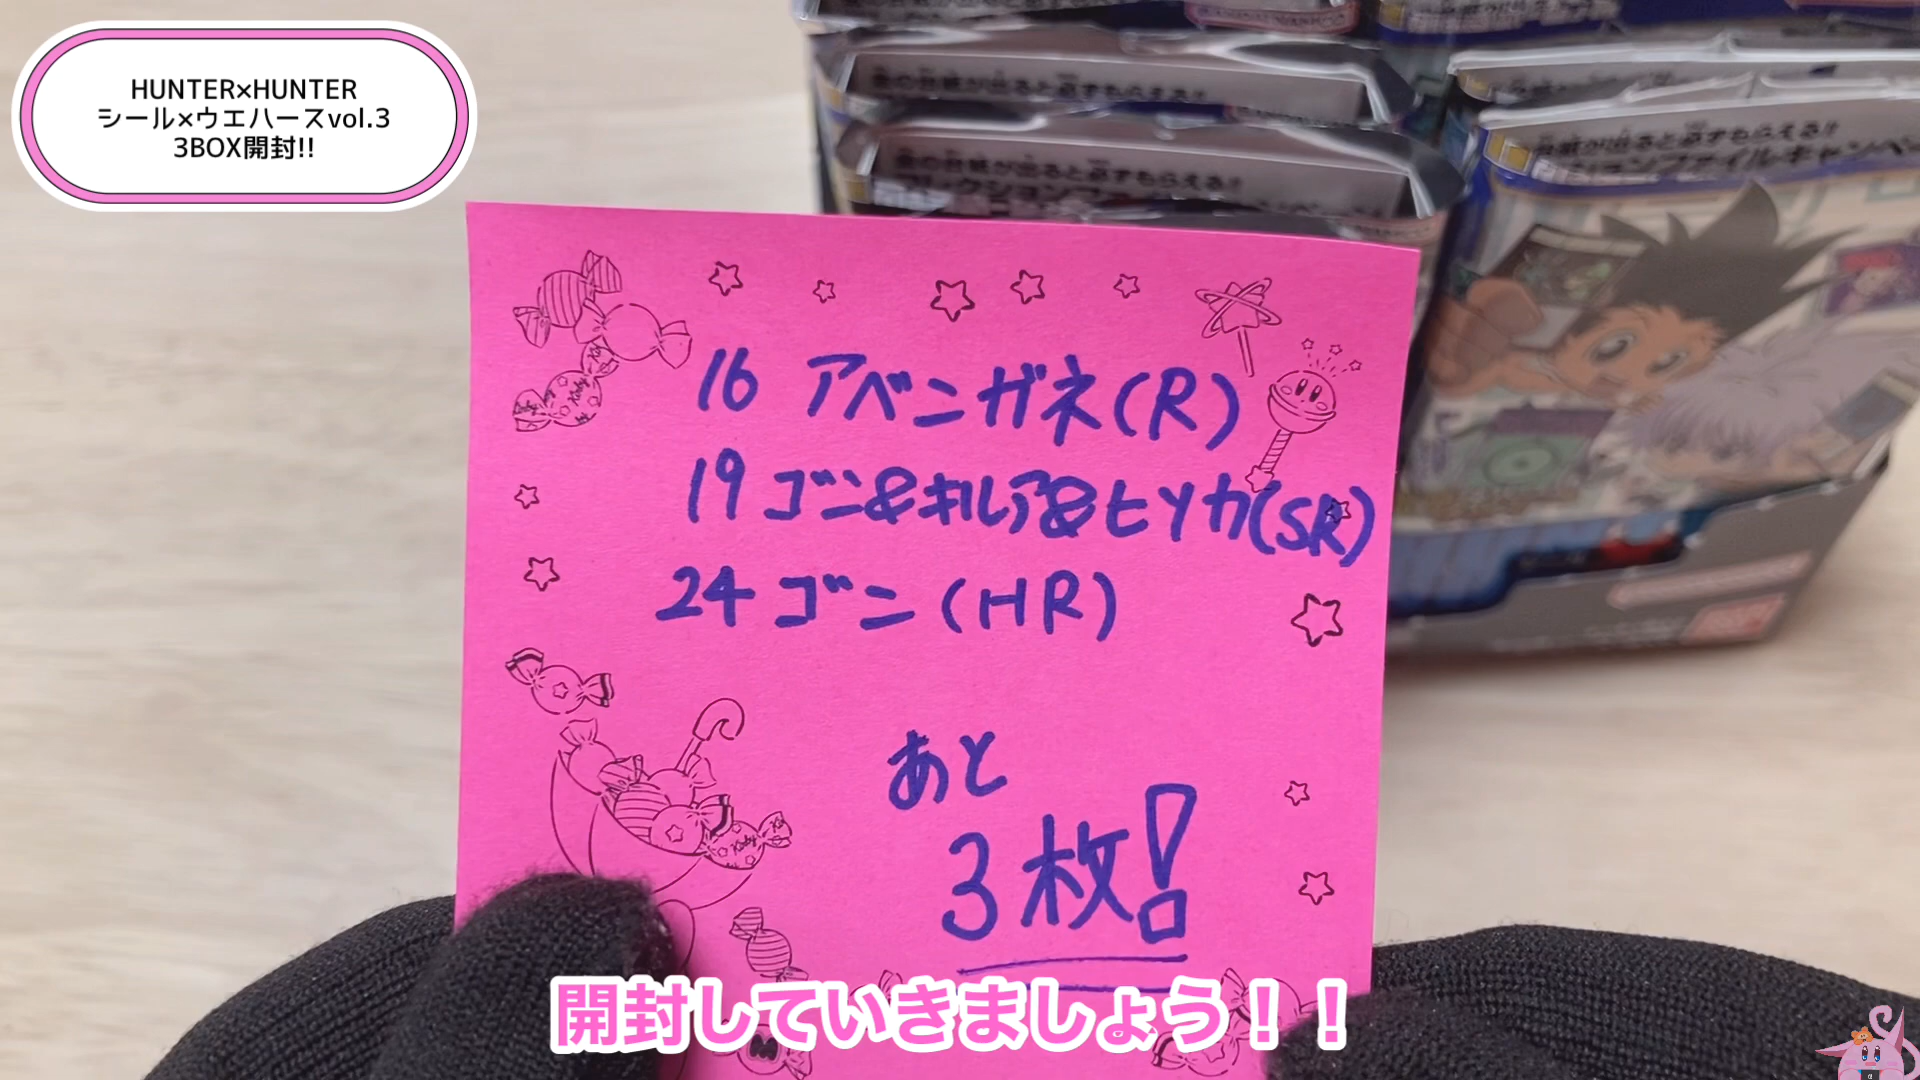 HUNTER×HUNTER
シール×ウエハースvol.3
3BOX開封!!
16 アベンガネ(R)
19 ゴン&キルア&ヒソカ(SR)
24 ゴン(HR)
あと
3枚!
開封していきましょう!!